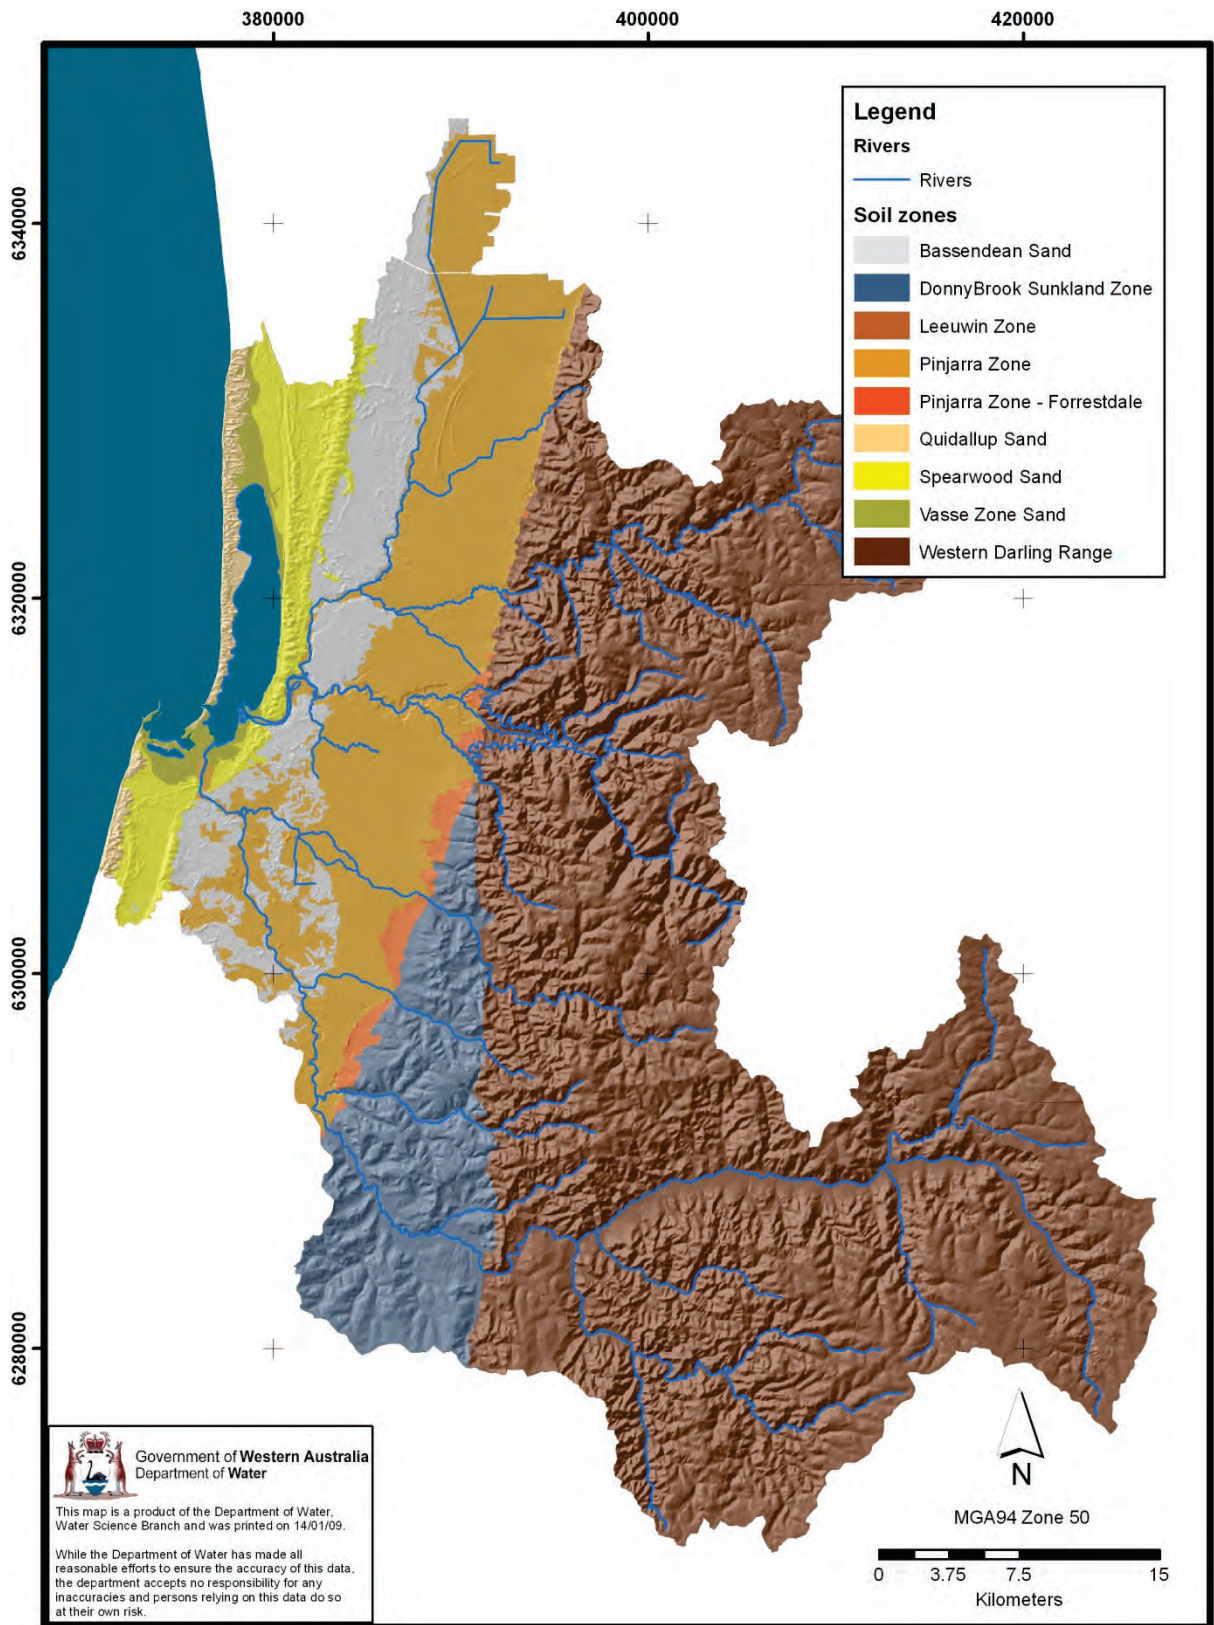 380000 400000 420000
6340000
6320000
6300000
6280000
Legend
Rivers
Rivers
Soil zones
Bassendean Sand
DonnyBrook Sunkland Zone
Leeuwin Zone
Pinjarra Zone
Pinjarra Zone - Forrestdale
Quidallup Sand
Spearwood Sand
Vasse Zone Sand
Western Darling Range
N
MGA94 Zone 50
0 3.75 7.5 15
Kilometers
Government of Western Australia
Department of Water
This map is a product of the Department of Water,
Water Science Branch and was printed on 14/01/09.
While the Department of Water has made all
reasonable efforts to ensure the accuracy of this data,
the department accepts no responsibility for any
inaccuracies and persons relying on this data do so
at their own risk.